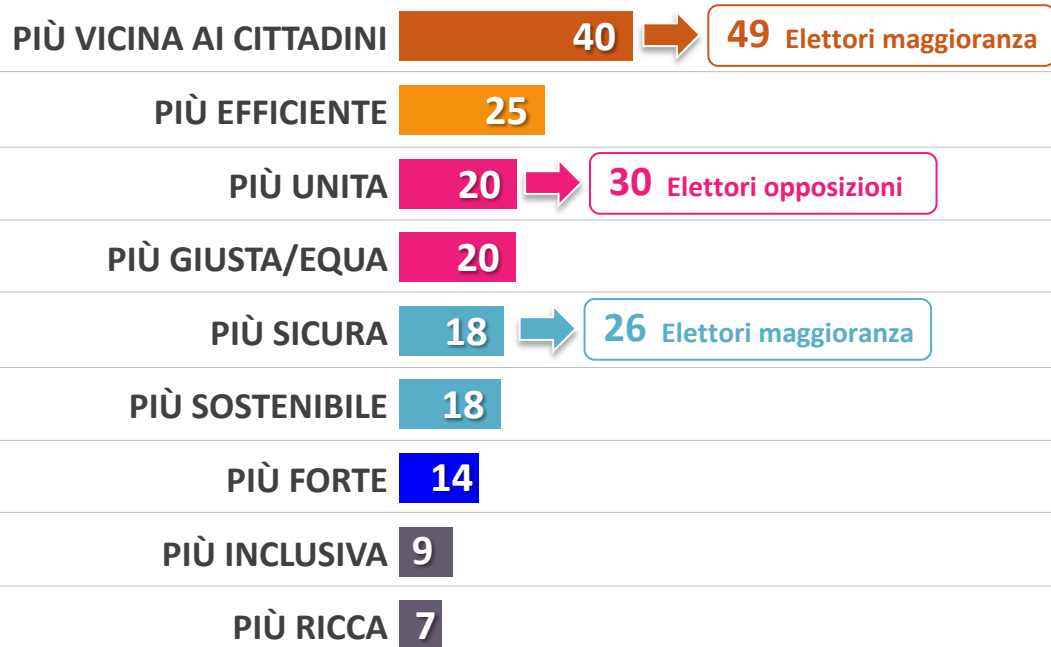 PIÙ VICINA AI CITTADINI 40 49 Elettori maggioranza
PIÙ EFFICIENTE 25
PIÙ UNITA 20 30 Elettori opposizioni
PIÙ GIUSTA/EQUA 20
PIÙ SICURA 18 26 Elettori maggioranza
PIÙ SOSTENIBILE 18
PIÙ FORTE 14
PIÙ INCLUSIVA 9
PIÙ RICCA 7